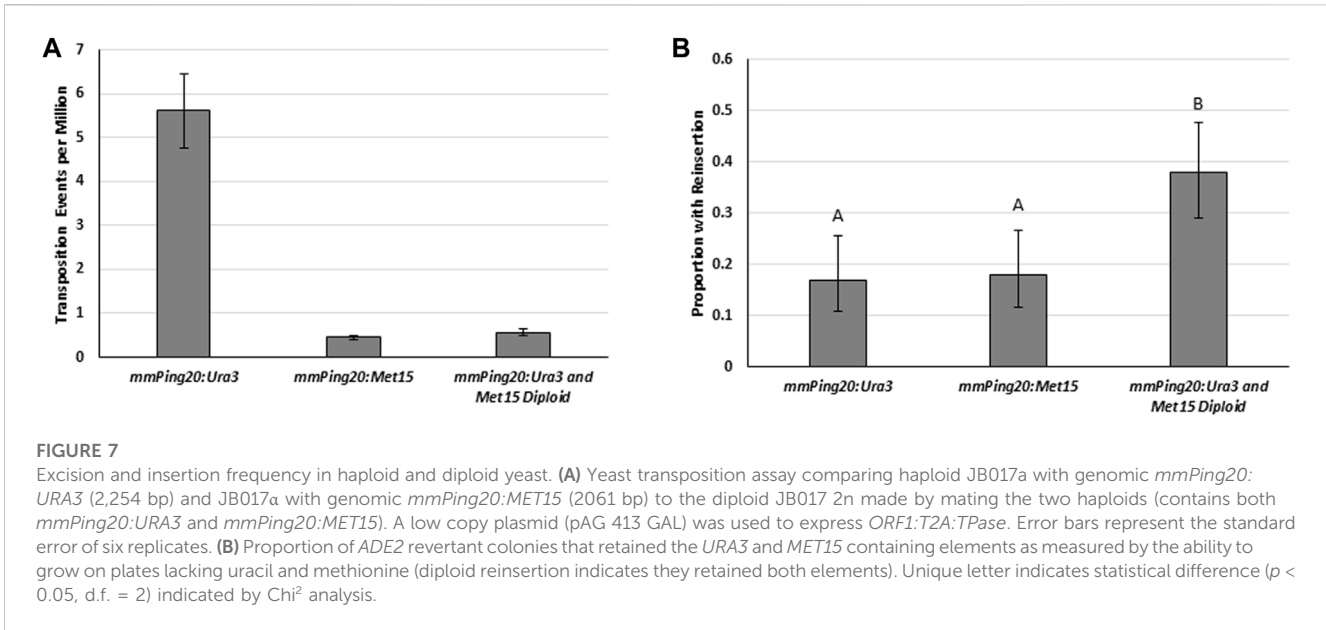 A
Transposition Events per Million
7
6
5
4
3
2
1
0
mmPing20:Ura3
mmPing20:Met15
mmPing20:Ura3 and
Met15 Diploid
B
Proportion with Reinsertion
0.6
0.5
0.4
0.3
0.2
0.1
0
A
A
B
mmPing20:Ura3
mmPing20:Met15
mmPing20:Ura3 and
Met15 Diploid
FIGURE 7
Excision and insertion frequency in haploid and diploid yeast. (A) Yeast transposition assay comparing haploid JB017a with genomic mmPing20:
URA3 (2,254 bp) and JB017α with genomic mmPing20:MET15 (2061 bp) to the diploid JB017 2n made by mating the two haploids (contains both
mmPing20:URA3 and mmPing20:MET15). A low copy plasmid (pAG 413 GAL) was used to express ORF1:T2A:TPase. Error bars represent the standard
error of six replicates. (B) Proportion of ADE2 revertant colonies that retained the URA3 and MET15 containing elements as measured by the ability to
grow on plates lacking uracil and methionine (diploid reinsertion indicates they retained both elements). Unique letter indicates statistical difference (p <
0.05, d.f. = 2) indicated by Chi² analysis.